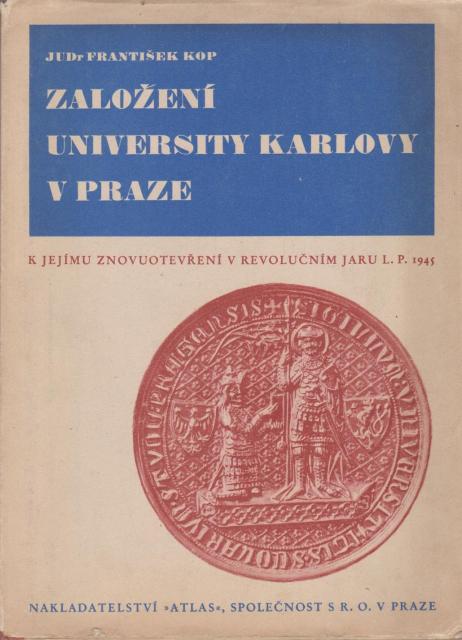 JUDr FRANTIŠEK KOP
ZALOŽENÍ
UNIVERSITY KARLOVY
V PRAZE
K JEJÍMU ZNOVUOTEVŘENÍ V REVOLUČNÍM JARU L. P. 1945
NAKLADATELSTVÍ »ATLAS«, SPOLEČNOST S R. O. V PRAZE